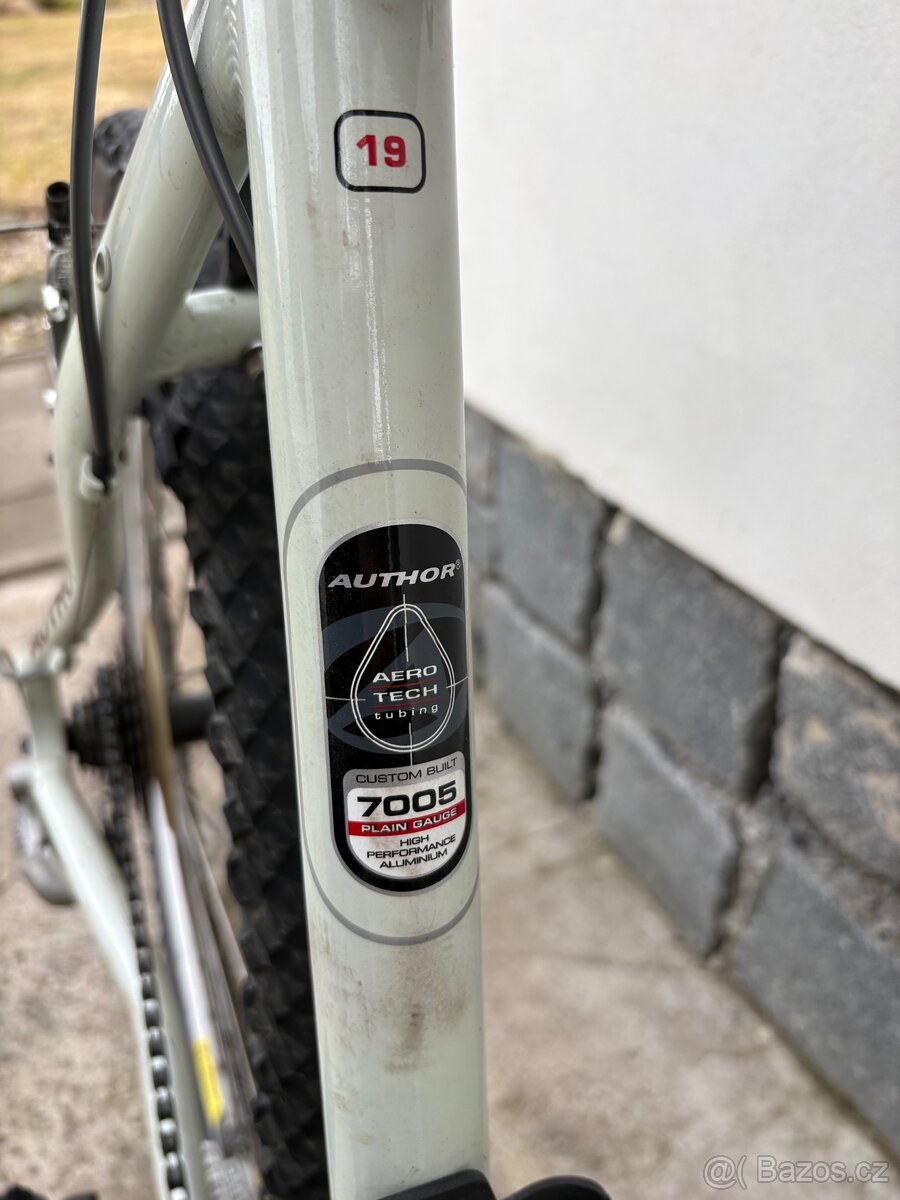 19
AUTHOR®
AERO
TECH
tubing
CUSTOM BUILT
7005
PLAIN GAUGE
HIGH
PERFORMANCE
ALUMINIUM
@( Bazos.cz